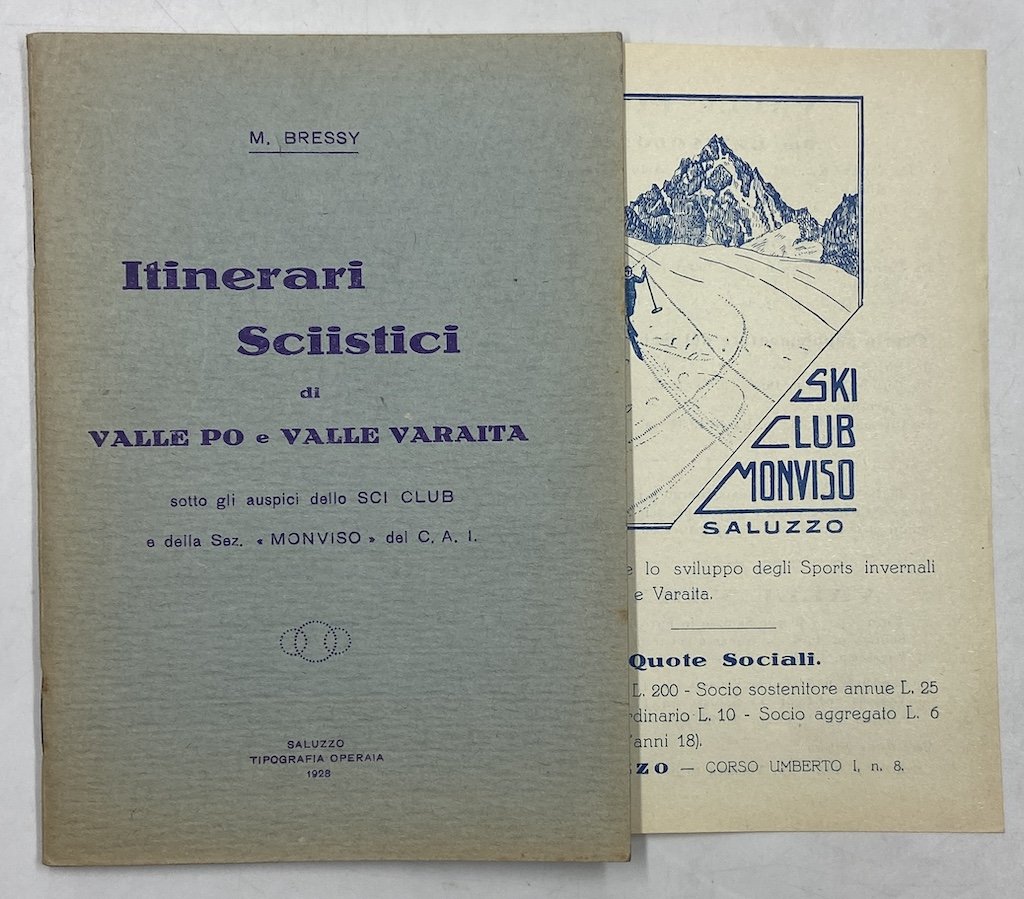 M. BRESSY
Itinerari
Sciistici
di
VALLE PO e VALLE VARAITA
sotto gli auspici dello SCI CLUB
e della Sez. « MONVISO » del C. A. I.
SALUZZO
TIPOGRAFIA OPERAIA
1928
SKI
CLUB
MONVISO
SALUZZO
e lo sviluppo degli Sports invernali
e Varaita.
Quote Sociali.
L. 200 - Socio sostenitore annue L. 25
rdinario L. 10 - Socio aggregato L. 6
anni 18).
ZZO — CORSO UMBERTO I, n. 8.